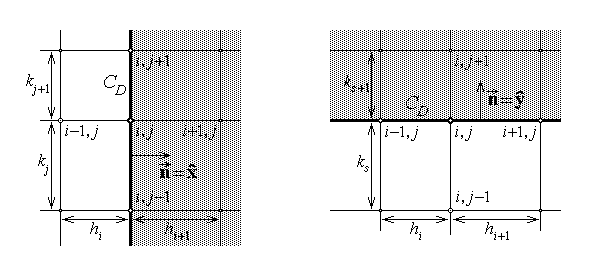 i, j+1
k_{j+1}
C_D
i−1, j
i, j
i+1, j
k_j
n⃗ = x̂
i, j−1
h_i
h_{i+1}
i, j+1
k_{s+1}
n⃗ = ŷ
C_D
i−1, j
i, j
i+1, j
k_s
i, j−1
h_i
h_{i+1}